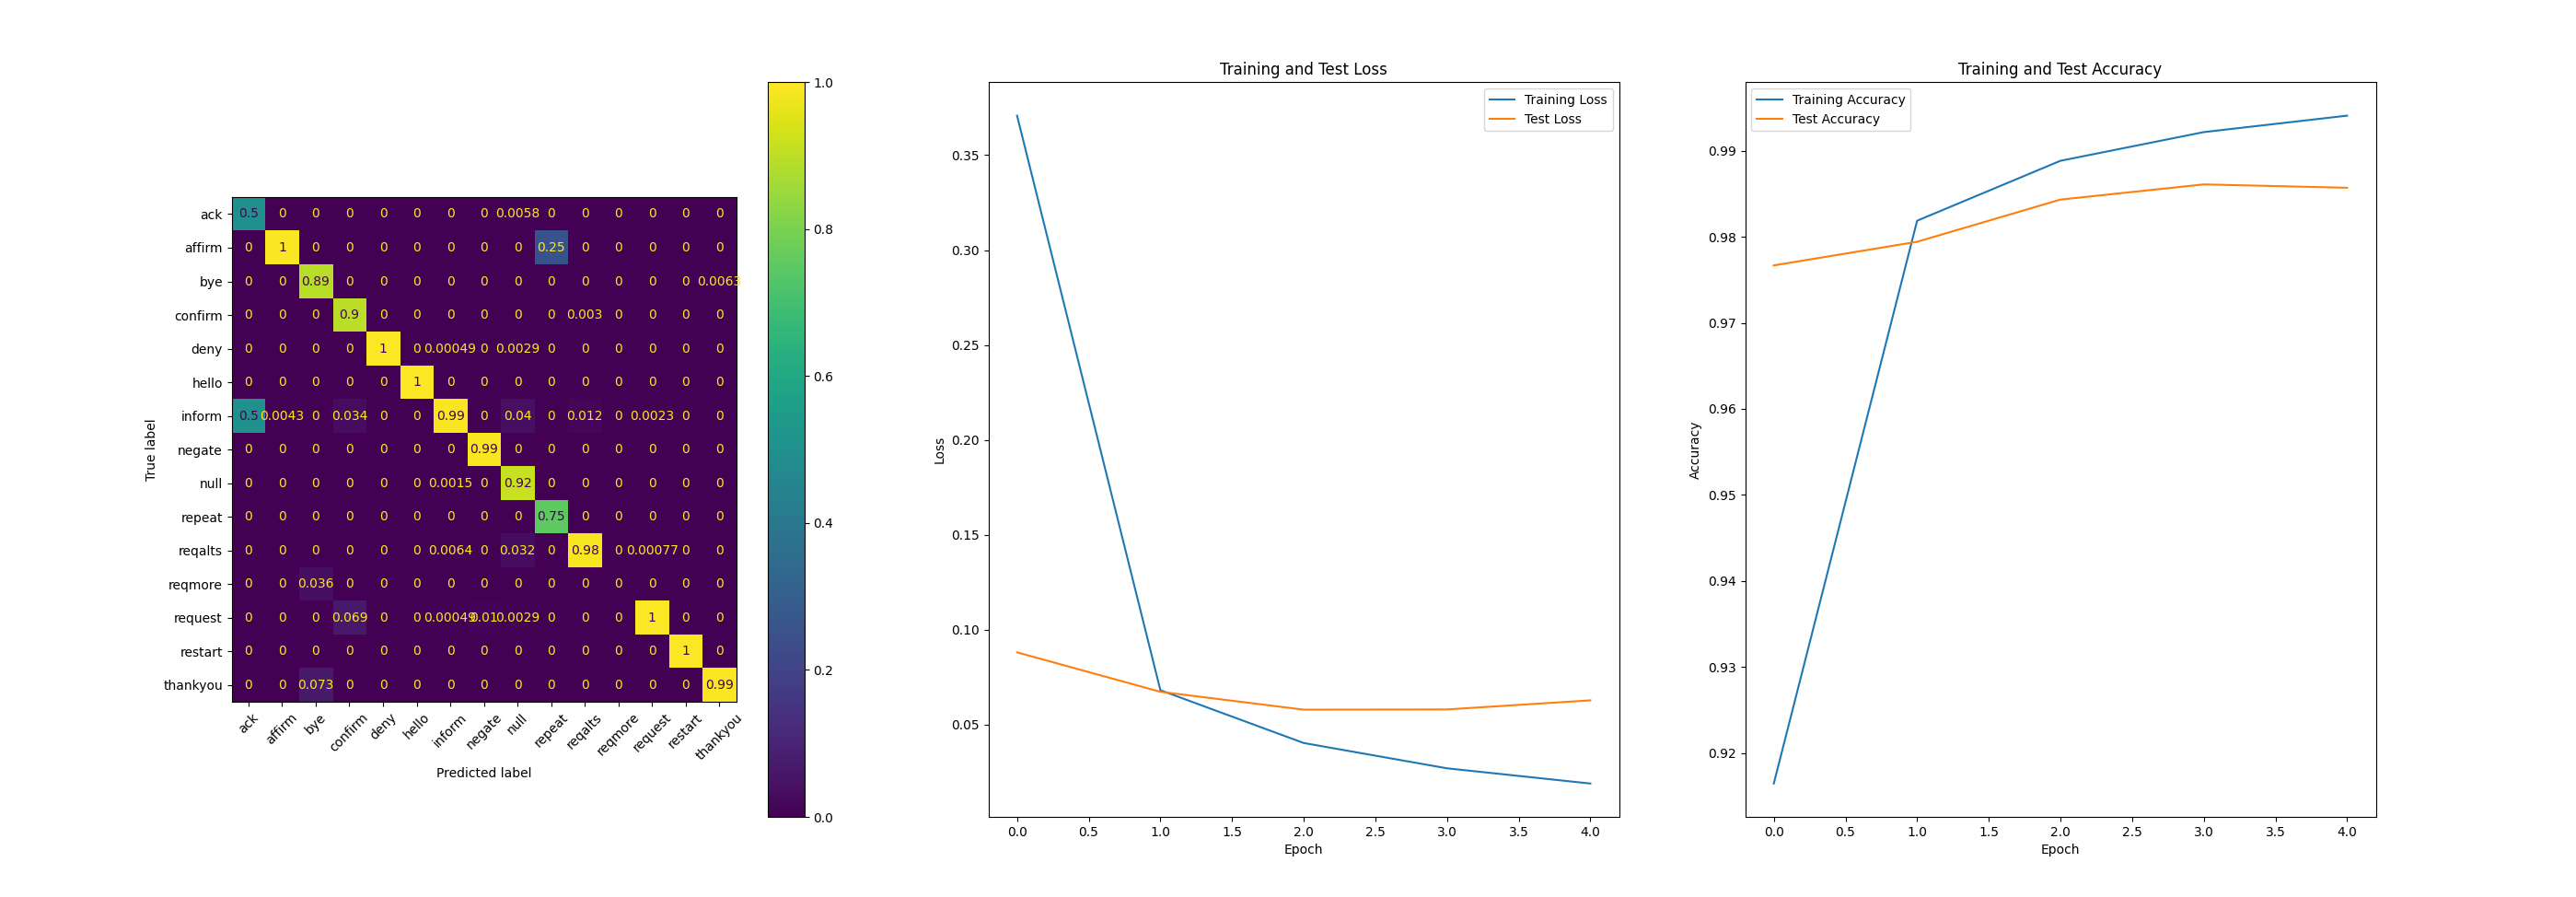 1.0
0.8
0.6
0.4
0.2
0.0
ack 0.5 0 0 0 0 0 0 0 0.0058 0 0 0 0 0 0
affirm 0 1 0 0 0 0 0 0 0 0.25 0 0 0 0 0
bye 0 0 0.89 0 0 0 0 0 0 0 0 0 0 0 0.0063
confirm 0 0 0 0.9 0 0 0 0 0 0 0.003 0 0 0 0
deny 0 0 0 0 1 0 0.00049 0 0.0029 0 0 0 0 0 0
hello 0 0 0 0 0 1 0 0 0 0 0 0 0 0 0
inform 0.5 0.0043 0 0.034 0 0 0.99 0 0.04 0 0.012 0 0.0023 0 0
negate 0 0 0 0 0 0 0 0.99 0 0 0 0 0 0 0
null 0 0 0 0 0 0 0.0015 0 0.92 0 0 0 0 0 0
repeat 0 0 0 0 0 0 0 0 0 0.75 0 0 0 0 0
reqalts 0 0 0 0 0 0 0.0064 0 0.032 0 0.98 0 0.00077 0 0
reqmore 0 0 0.036 0 0 0 0 0 0 0 0 0 0 0 0
request 0 0 0 0.069 0 0 0.00049 0.01 0.0029 0 0 0 1 0 0
restart 0 0 0 0 0 0 0 0 0 0 0 0 0 1 0
thankyou 0 0 0.073 0 0 0 0 0 0 0 0 0 0 0 0.99
True label
ack affirm bye confirm deny hello inform negate null repeat reqalts reqmore request restart thankyou
Predicted label
Training and Test Loss
Training Loss
Test Loss
0.35
0.30
0.25
0.20
0.15
0.10
0.05
Loss
0.0 0.5 1.0 1.5 2.0 2.5 3.0 3.5 4.0
Epoch
Training and Test Accuracy
Training Accuracy
Test Accuracy
0.99
0.98
0.97
0.96
0.95
0.94
0.93
0.92
Accuracy
0.0 0.5 1.0 1.5 2.0 2.5 3.0 3.5 4.0
Epoch